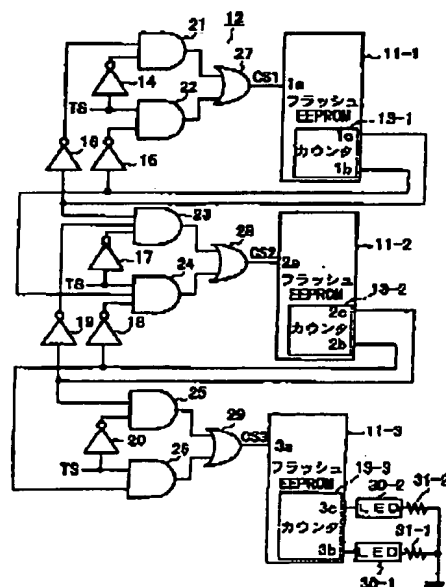 21
12
27
11-1
CS1
1a
14
TS
22
フラッシュ
EEPROM
13-1
1c
カウンタ
1b
16
15
23
28
11-2
CS2
2a
17
TS
24
フラッシュ
EEPROM
13-2
2c
カウンタ
2b
19
18
25
29
11-3
CS3
3a
20
TS
26
フラッシュ
EEPROM
13-3
30-2
31-2
3c
LED
カウンタ
31-1
3b
LED
30-1